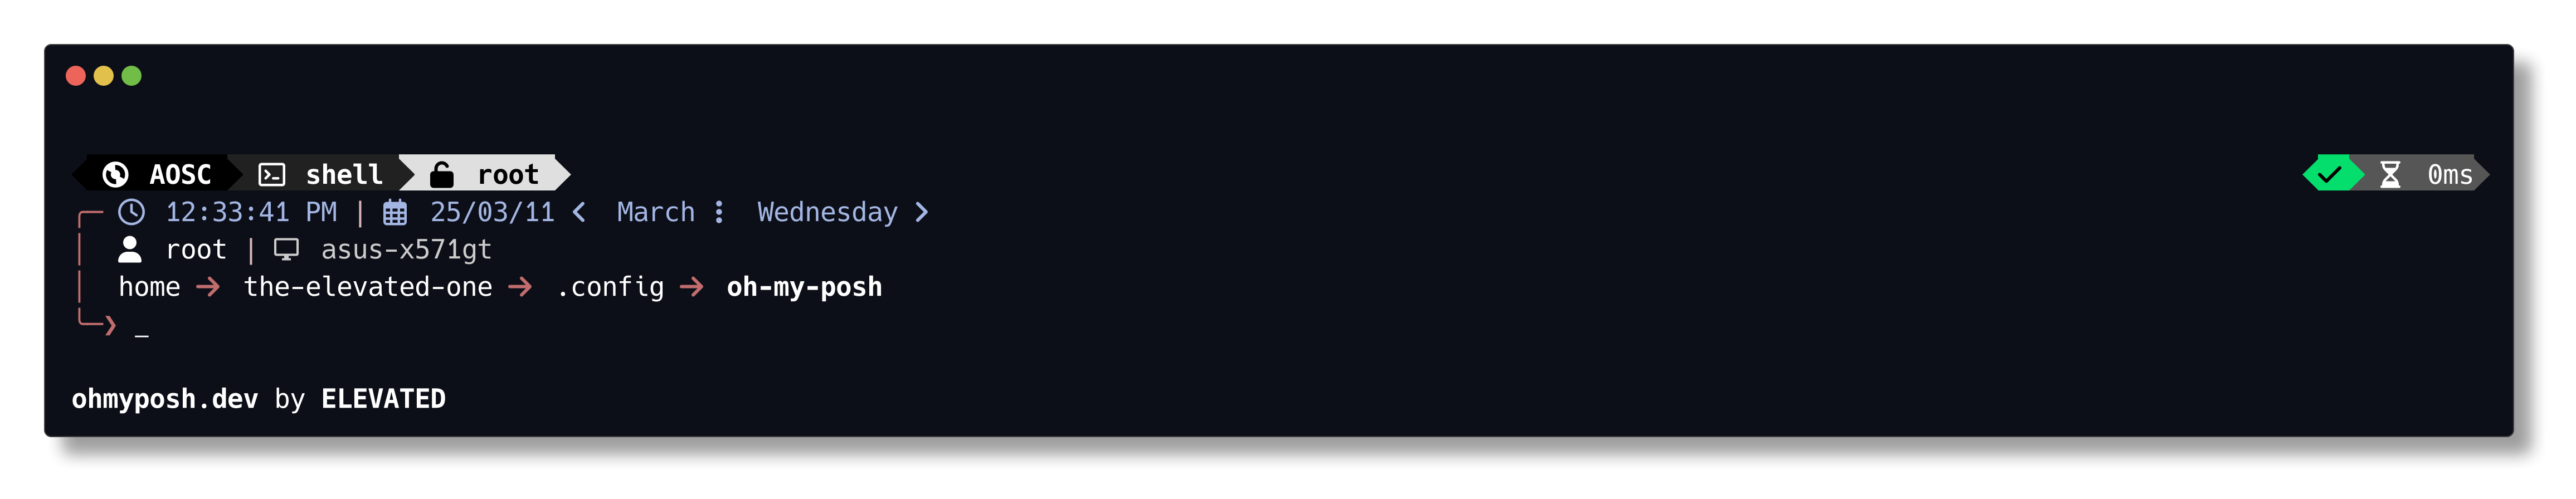 AOSC shell root 0ms
12:33:41 PM | 25/03/11 < March ⋮ Wednesday >
root | asus-x571gt
home → the-elevated-one → .config → oh-my-posh
❯ _
ohmyposh.dev by ELEVATED